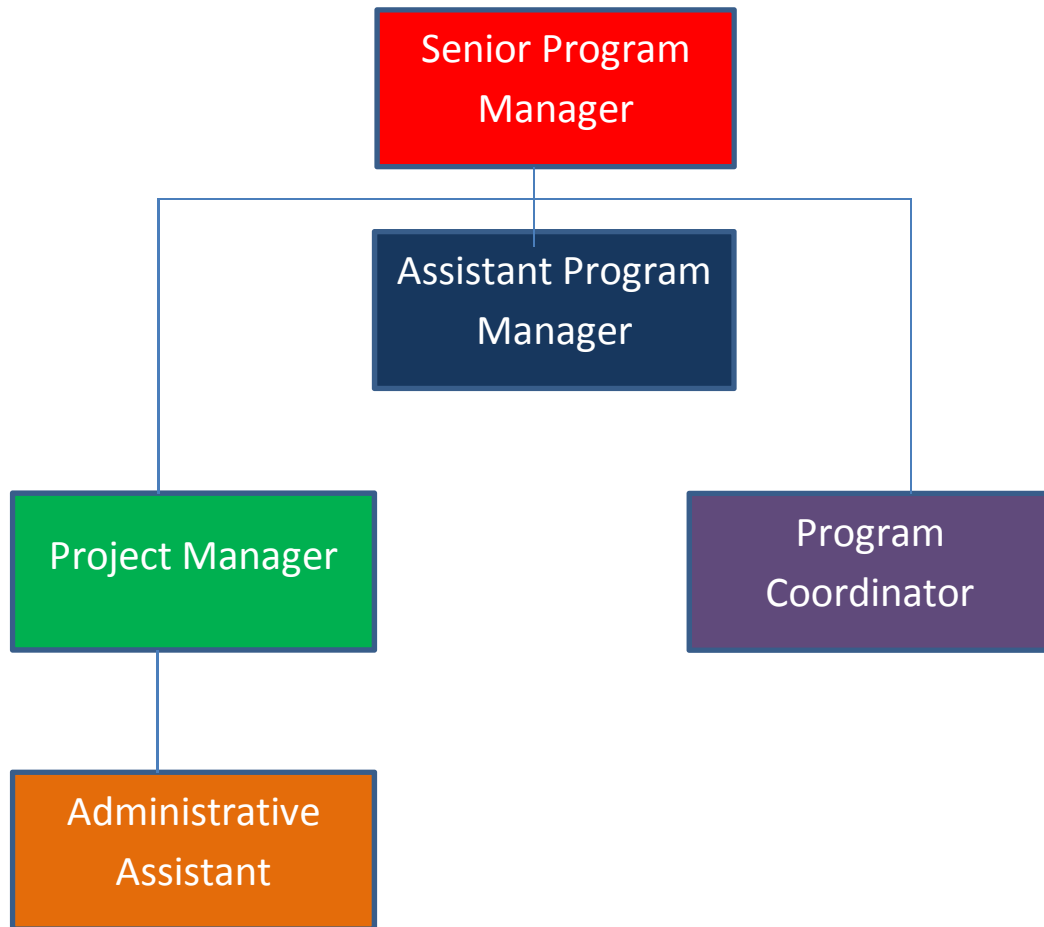 Senior Program
Manager
Assistant Program
Manager
Project Manager
Program
Coordinator
Administrative
Assistant